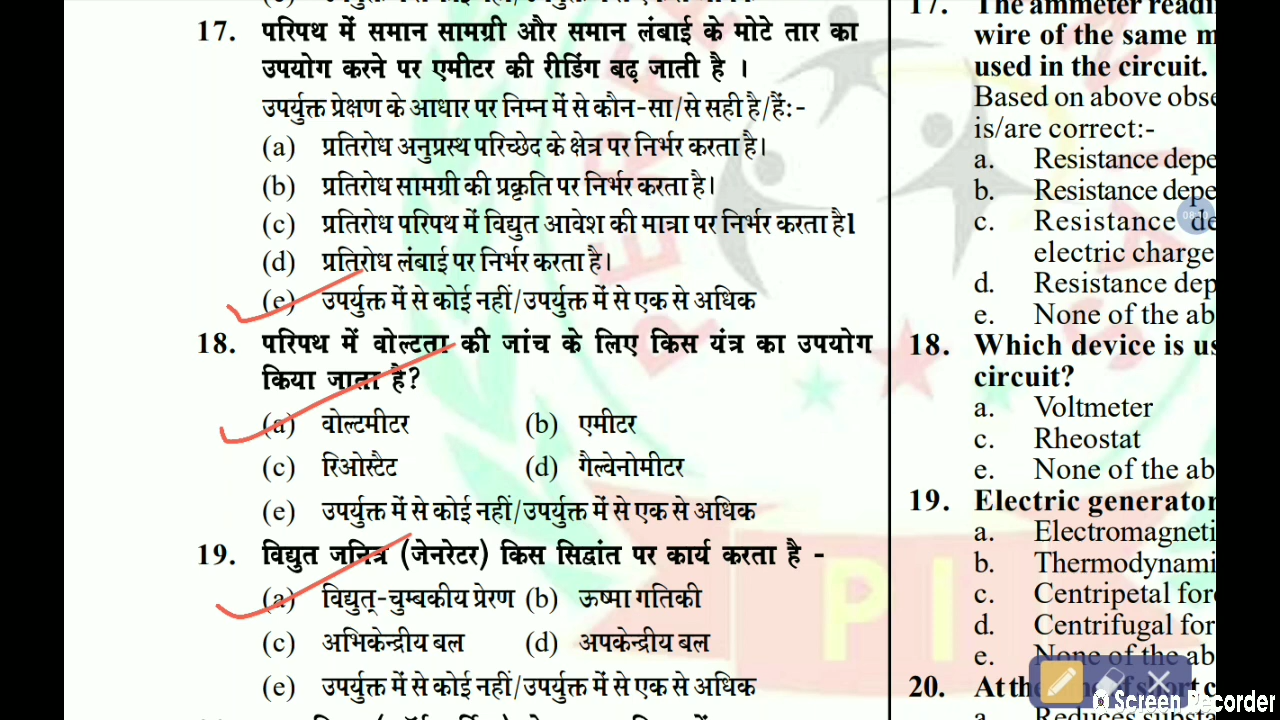 17. परिपथ में समान सामग्री और समान लंबाई के मोटे तार का
उपयोग करने पर एमीटर की रीडिंग बढ़ जाती है ।
उपर्युक्त प्रेक्षण के आधार पर निम्न में से कौन-सा/से सही है/हैं:-
(a) प्रतिरोध अनुप्रस्थ परिच्छेद के क्षेत्र पर निर्भर करता है।
(b) प्रतिरोध सामग्री की प्रकृति पर निर्भर करता है।
(c) प्रतिरोध परिपथ में विद्युत आवेश की मात्रा पर निर्भर करता है।
(d) प्रतिरोध लंबाई पर निर्भर करता है।
(e) उपर्युक्त में से कोई नहीं/उपर्युक्त में से एक से अधिक
18. परिपथ में वोल्टता की जांच के लिए किस यंत्र का उपयोग
किया जाता है?
(a) वोल्टमीटर (b) एमीटर
(c) रिओस्टैट (d) गैल्वेनोमीटर
(e) उपर्युक्त में से कोई नहीं/उपर्युक्त में से एक से अधिक
19. विद्युत जनित्र (जेनरेटर) किस सिद्वांत पर कार्य करता है -
(a) विद्युत्-चुम्बकीय प्रेरण (b) ऊष्मा गतिकी
(c) अभिकेन्द्रीय बल (d) अपकेन्द्रीय बल
(e) उपर्युक्त में से कोई नहीं/उपर्युक्त में से एक से अधिक
17. The ammeter readi
wire of the same m
used in the circuit.
Based on above obse
is/are correct:-
a. Resistance depe
b. Resistance depe
c. Resistance de
electric charge
d. Resistance dep
e. None of the ab
18. Which device is us
circuit?
a. Voltmeter
c. Rheostat
e. None of the ab
19. Electric generator
a. Electromagneti
b. Thermodynami
c. Centripetal for
d. Centrifugal for
e. None of the ab
20. At the
a. Reduces subst
PI
08:10
Screen Recorder